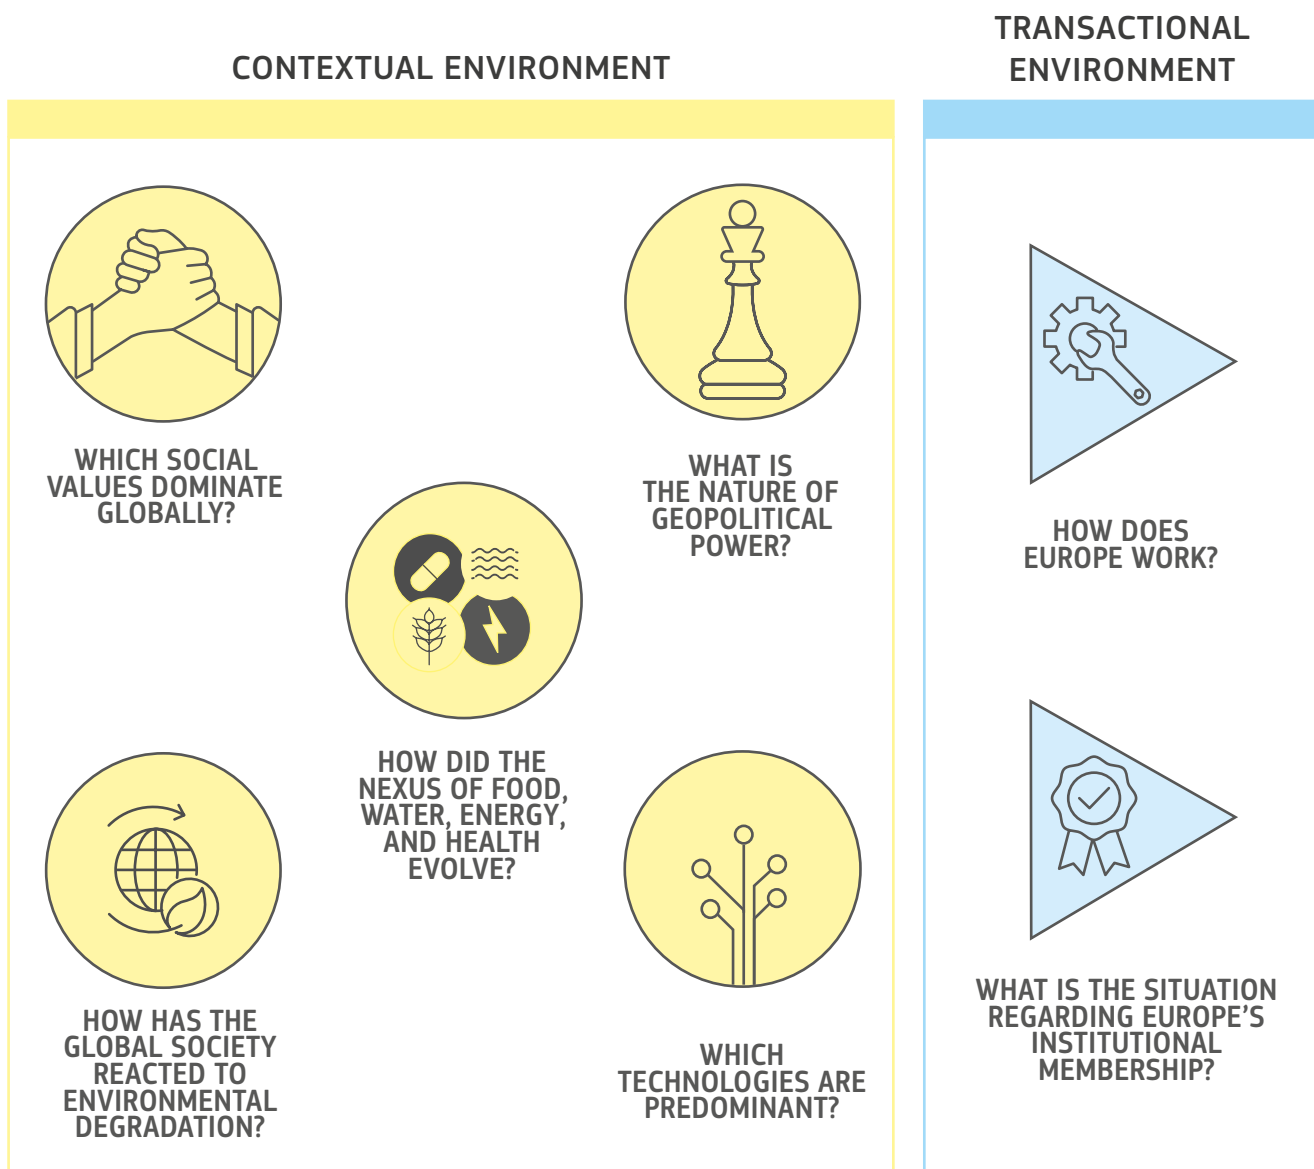 CONTEXTUAL ENVIRONMENT
TRANSACTIONAL
ENVIRONMENT
WHICH SOCIAL
VALUES DOMINATE
GLOBALLY?
WHAT IS
THE NATURE OF
GEOPOLITICAL
POWER?
HOW DID THE
NEXUS OF FOOD,
WATER, ENERGY,
AND HEALTH
EVOLVE?
HOW HAS THE
GLOBAL SOCIETY
REACTED TO
ENVIRONMENTAL
DEGRADATION?
WHICH
TECHNOLOGIES ARE
PREDOMINANT?
HOW DOES
EUROPE WORK?
WHAT IS THE SITUATION
REGARDING EUROPE’S
INSTITUTIONAL
MEMBERSHIP?